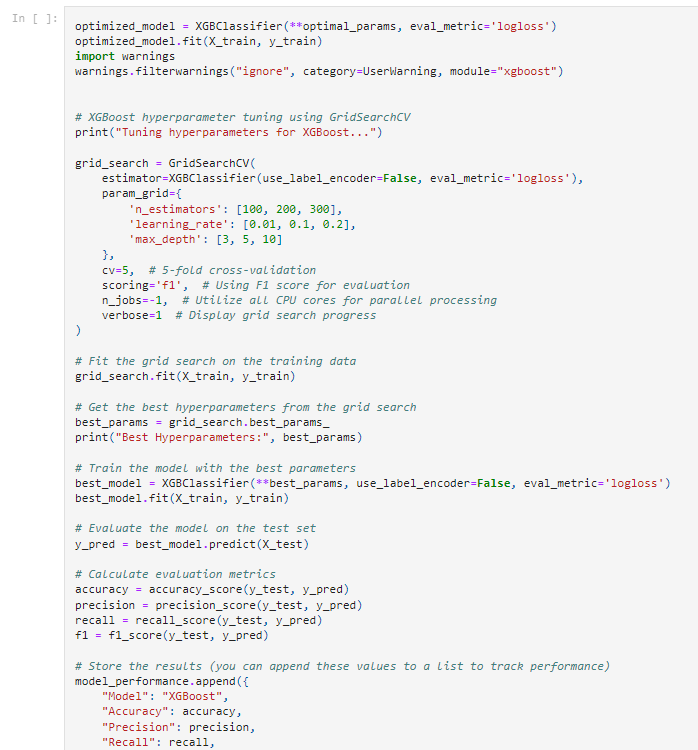 In [ ]:
optimized_model = XGBClassifier(**optimal_params, eval_metric='logloss')
optimized_model.fit(X_train, y_train)
import warnings
warnings.filterwarnings("ignore", category=UserWarning, module="xgboost")
# XGBoost hyperparameter tuning using GridSearchCV
print("Tuning hyperparameters for XGBoost...")
grid_search = GridSearchCV(
    estimator=XGBClassifier(use_label_encoder=False, eval_metric='logloss'),
    param_grid={
        'n_estimators': [100, 200, 300],
        'learning_rate': [0.01, 0.1, 0.2],
        'max_depth': [3, 5, 10]
    },
    cv=5,  # 5-fold cross-validation
    scoring='f1',  # Using F1 score for evaluation
    n_jobs=-1,  # Utilize all CPU cores for parallel processing
    verbose=1  # Display grid search progress
)
# Fit the grid search on the training data
grid_search.fit(X_train, y_train)
# Get the best hyperparameters from the grid search
best_params = grid_search.best_params_
print("Best Hyperparameters:", best_params)
# Train the model with the best parameters
best_model = XGBClassifier(**best_params, use_label_encoder=False, eval_metric='logloss')
best_model.fit(X_train, y_train)
# Evaluate the model on the test set
y_pred = best_model.predict(X_test)
# Calculate evaluation metrics
accuracy = accuracy_score(y_test, y_pred)
precision = precision_score(y_test, y_pred)
recall = recall_score(y_test, y_pred)
f1 = f1_score(y_test, y_pred)
# Store the results (you can append these values to a list to track performance)
model_performance.append({
    "Model": "XGBoost",
    "Accuracy": accuracy,
    "Precision": precision,
    "Recall": recall,